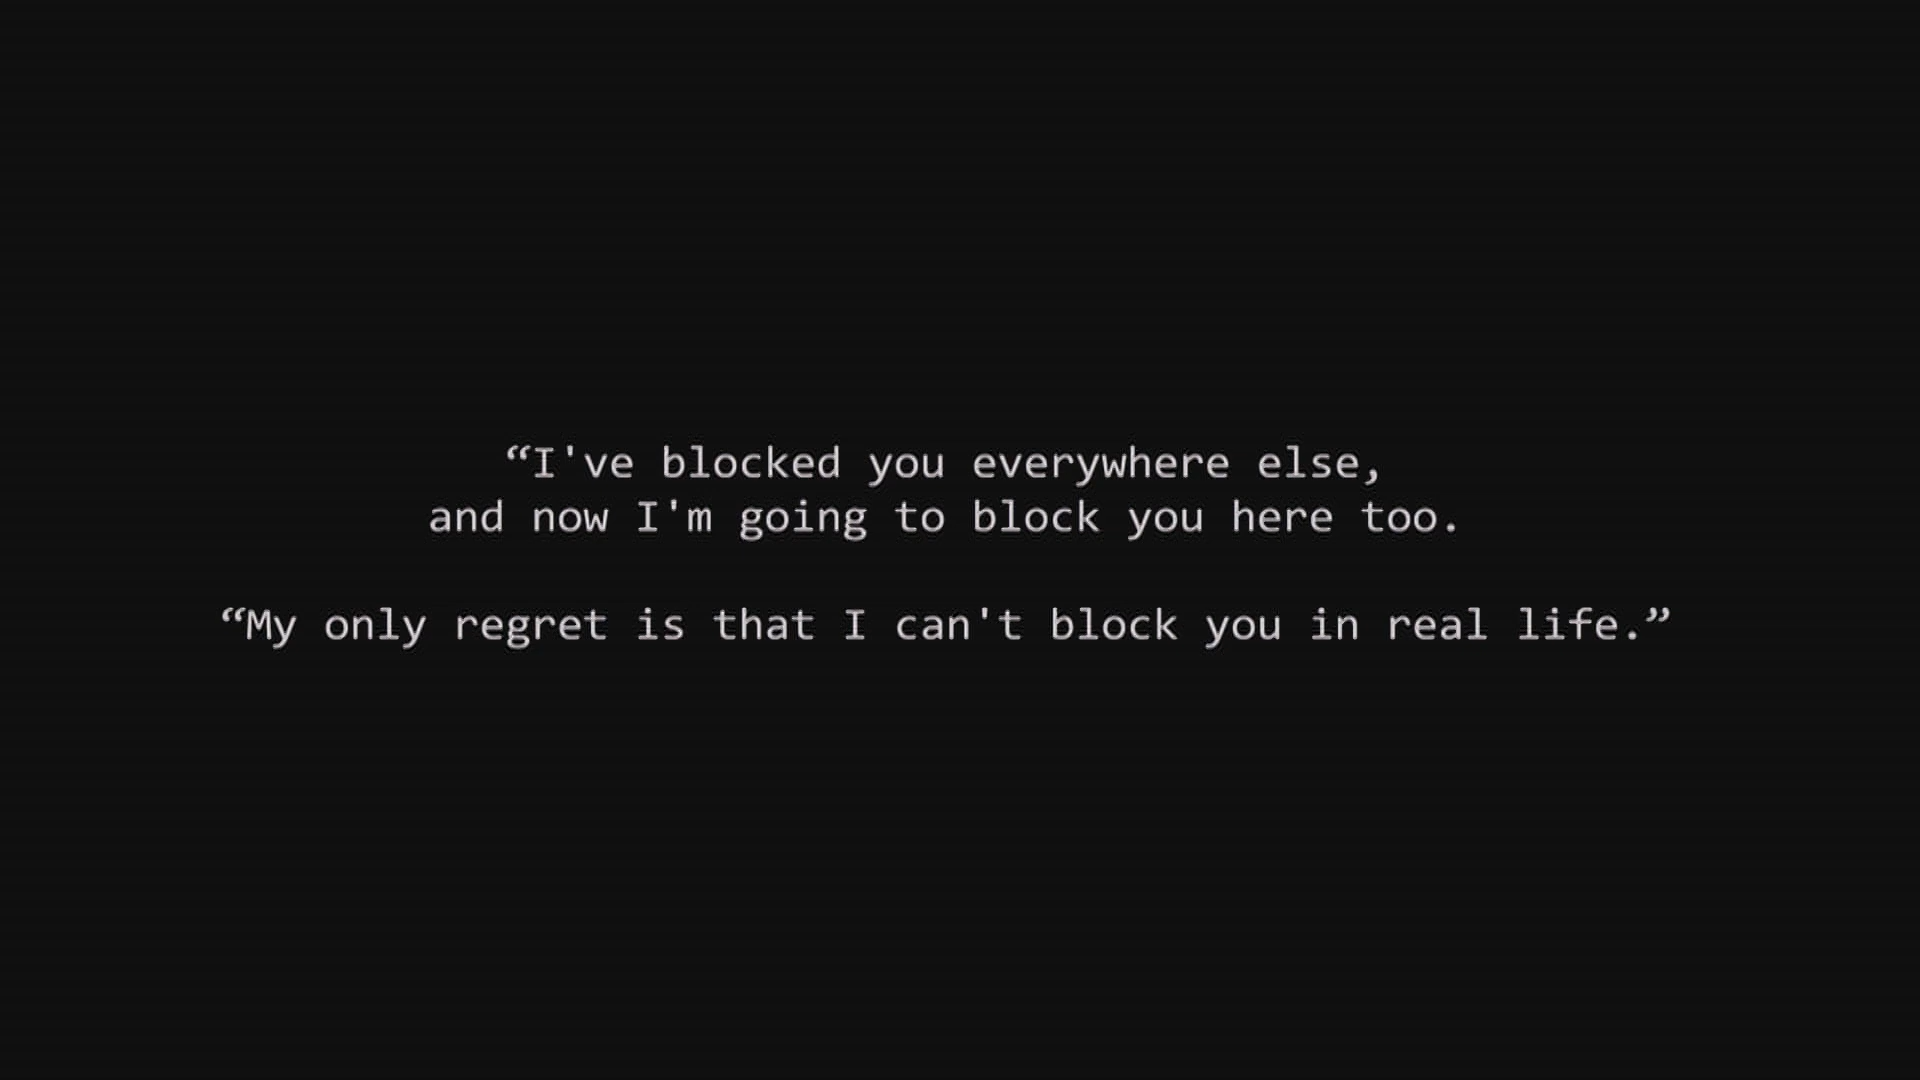 “I've blocked you everywhere else,
and now I'm going to block you here too.
“My only regret is that I can't block you in real life.”